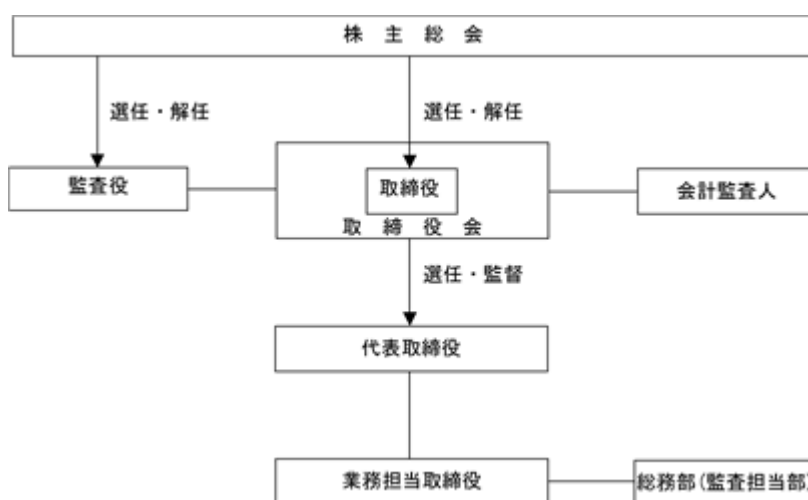 株主総会
選任・解任
選任・解任
監査役
取締役
会計監査人
取締役会
選任・監督
代表取締役
業務担当取締役
総務部(監査担当部)